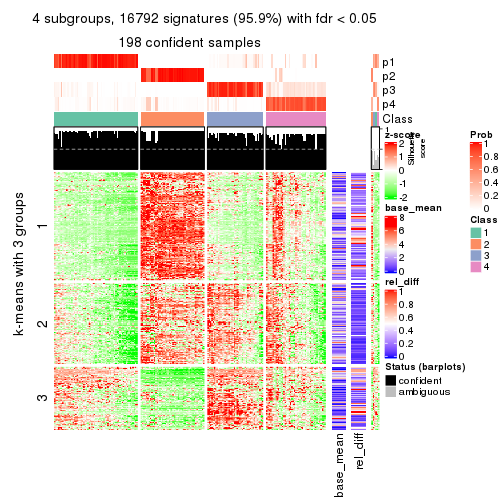 4 subgroups, 16792 signatures (95.9%) with fdr < 0.05
198 confident samples
p1
p2
p3
p4
Class
1
Silhouette
score
k-means with 3 groups
1
2
3
base_mean
rel_diff
z-score
2
1
0
-1
-2
base_mean
8
6
4
2
0
rel_diff
1
0.8
0.6
0.4
0.2
0
Status (barplots)
confident
ambiguous
Prob
1
0.8
0.6
0.4
0.2
0
Class
1
2
3
4